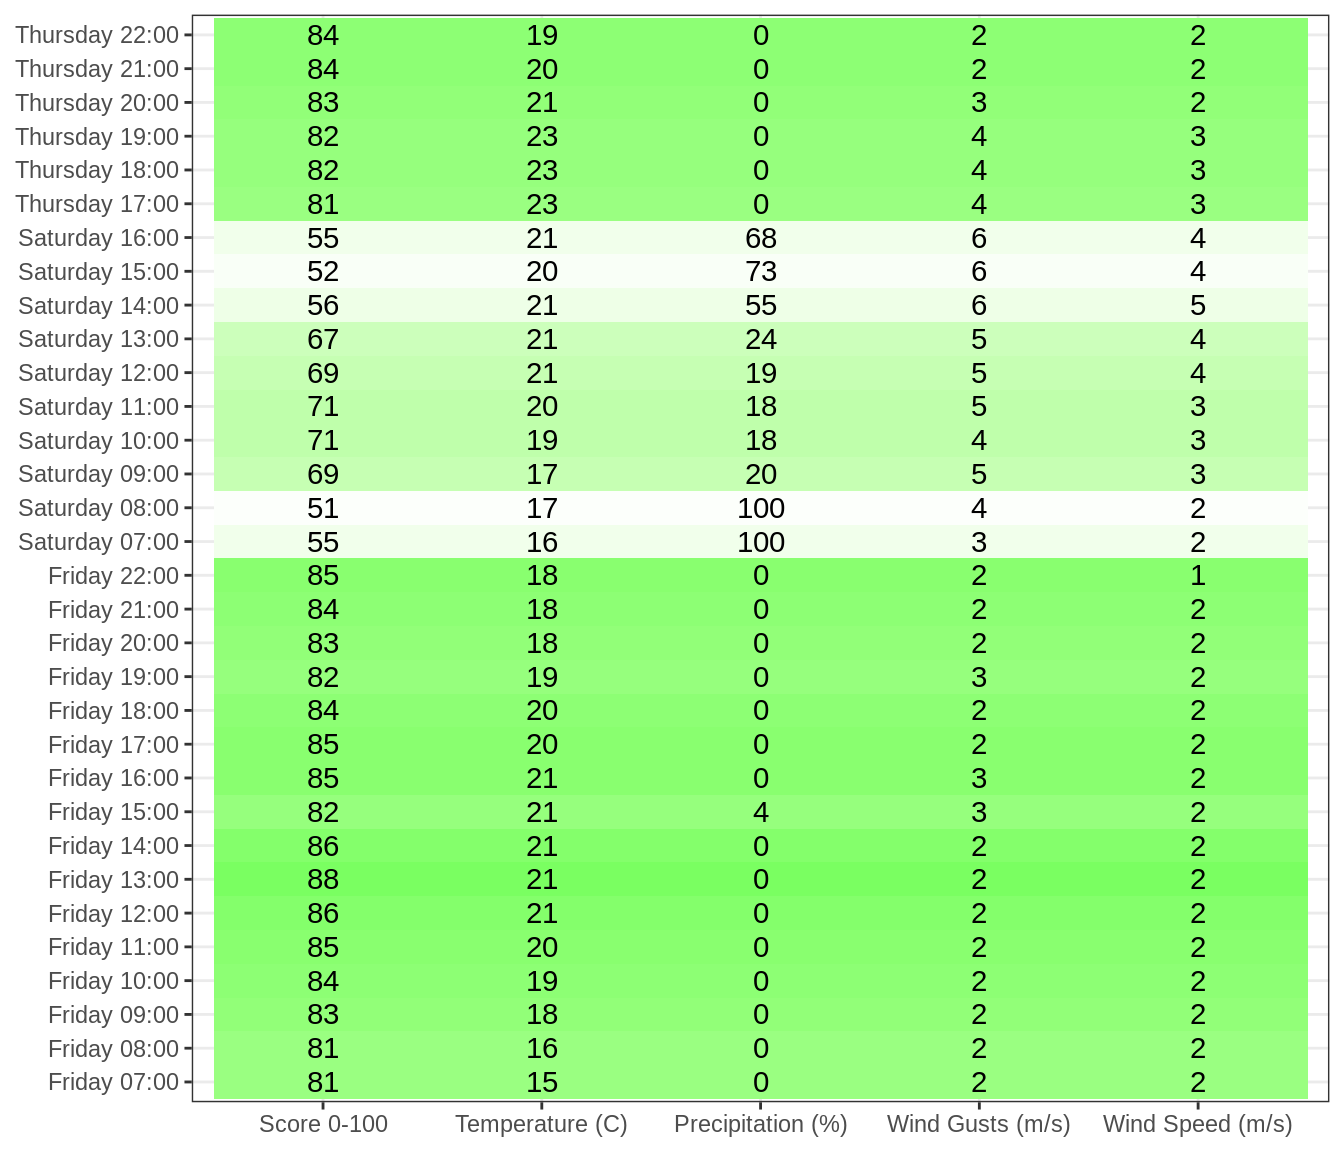 Thursday 22:00 84 19 0 2 2
Thursday 21:00 84 20 0 2 2
Thursday 20:00 83 21 0 3 2
Thursday 19:00 82 23 0 4 3
Thursday 18:00 82 23 0 4 3
Thursday 17:00 81 23 0 4 3
Saturday 16:00 55 21 68 6 4
Saturday 15:00 52 20 73 6 4
Saturday 14:00 56 21 55 6 5
Saturday 13:00 67 21 24 5 4
Saturday 12:00 69 21 19 5 4
Saturday 11:00 71 20 18 5 3
Saturday 10:00 71 19 18 4 3
Saturday 09:00 69 17 20 5 3
Saturday 08:00 51 17 100 4 2
Saturday 07:00 55 16 100 3 2
Friday 22:00 85 18 0 2 1
Friday 21:00 84 18 0 2 2
Friday 20:00 83 18 0 2 2
Friday 19:00 82 19 0 3 2
Friday 18:00 84 20 0 2 2
Friday 17:00 85 20 0 2 2
Friday 16:00 85 21 0 3 2
Friday 15:00 82 21 4 3 2
Friday 14:00 86 21 0 2 2
Friday 13:00 88 21 0 2 2
Friday 12:00 86 21 0 2 2
Friday 11:00 85 20 0 2 2
Friday 10:00 84 19 0 2 2
Friday 09:00 83 18 0 2 2
Friday 08:00 81 16 0 2 2
Friday 07:00 81 15 0 2 2
Score 0-100 Temperature (C) Precipitation (%) Wind Gusts (m/s) Wind Speed (m/s)